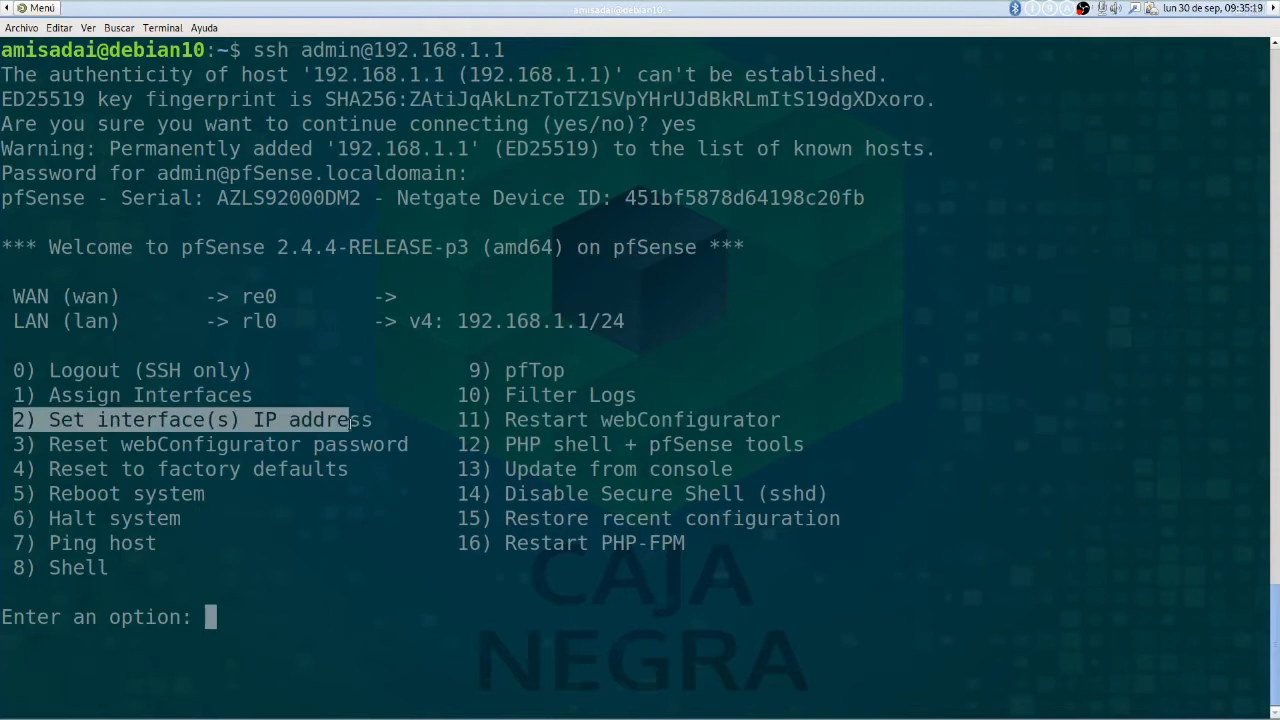 Menú
amisadai@debian10: ~
lun 30 de sep, 09:35:19
Archivo Editar Ver Buscar Terminal Ayuda
amisadai@debian10:~$ ssh admin@192.168.1.1
The authenticity of host '192.168.1.1 (192.168.1.1)' can't be established.
ED25519 key fingerprint is SHA256:ZAtiJqAkLnzToTZ1SVpYHrUJdBkRLmItS19dgXDxoro.
Are you sure you want to continue connecting (yes/no)? yes
Warning: Permanently added '192.168.1.1' (ED25519) to the list of known hosts.
Password for admin@pfSense.localdomain:
pfSense - Serial: AZLS92000DM2 - Netgate Device ID: 451bf5878d64198c20fb
*** Welcome to pfSense 2.4.4-RELEASE-p3 (amd64) on pfSense ***
WAN (wan) -> re0 ->
LAN (lan) -> rl0 -> v4: 192.168.1.1/24
0) Logout (SSH only) 9) pfTop
1) Assign Interfaces 10) Filter Logs
2) Set interface(s) IP address 11) Restart webConfigurator
3) Reset webConfigurator password 12) PHP shell + pfSense tools
4) Reset to factory defaults 13) Update from console
5) Reboot system 14) Disable Secure Shell (sshd)
6) Halt system 15) Restore recent configuration
7) Ping host 16) Restart PHP-FPM
8) Shell
Enter an option:
CAJA
NEGRA